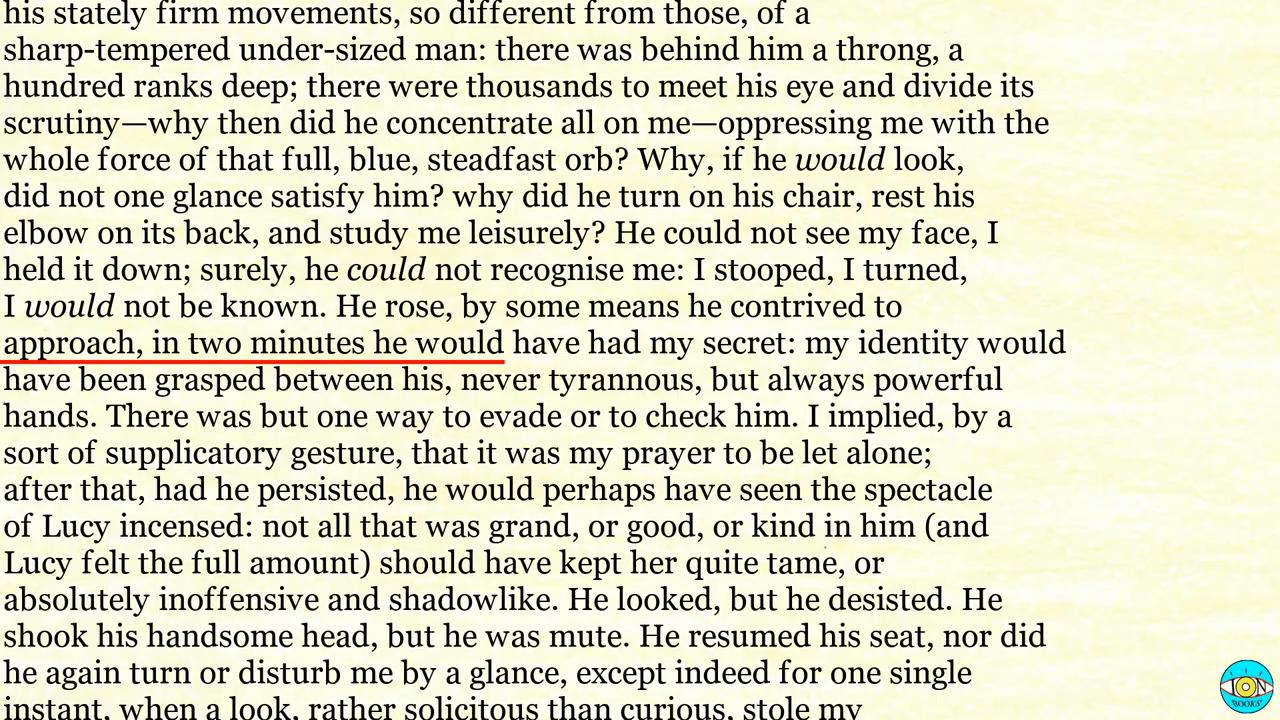 his stately firm movements, so different from those, of a
sharp-tempered under-sized man: there was behind him a throng, a
hundred ranks deep; there were thousands to meet his eye and divide its
scrutiny—why then did he concentrate all on me—oppressing me with the
whole force of that full, blue, steadfast orb? Why, if he would look,
did not one glance satisfy him? why did he turn on his chair, rest his
elbow on its back, and study me leisurely? He could not see my face, I
held it down; surely, he could not recognise me: I stooped, I turned,
I would not be known. He rose, by some means he contrived to
approach, in two minutes he would have had my secret: my identity would
have been grasped between his, never tyrannous, but always powerful
hands. There was but one way to evade or to check him. I implied, by a
sort of supplicatory gesture, that it was my prayer to be let alone;
after that, had he persisted, he would perhaps have seen the spectacle
of Lucy incensed: not all that was grand, or good, or kind in him (and
Lucy felt the full amount) should have kept her quite tame, or
absolutely inoffensive and shadowlike. He looked, but he desisted. He
shook his handsome head, but he was mute. He resumed his seat, nor did
he again turn or disturb me by a glance, except indeed for one single
instant, when a look, rather solicitous than curious, stole my
ION
BOOKS